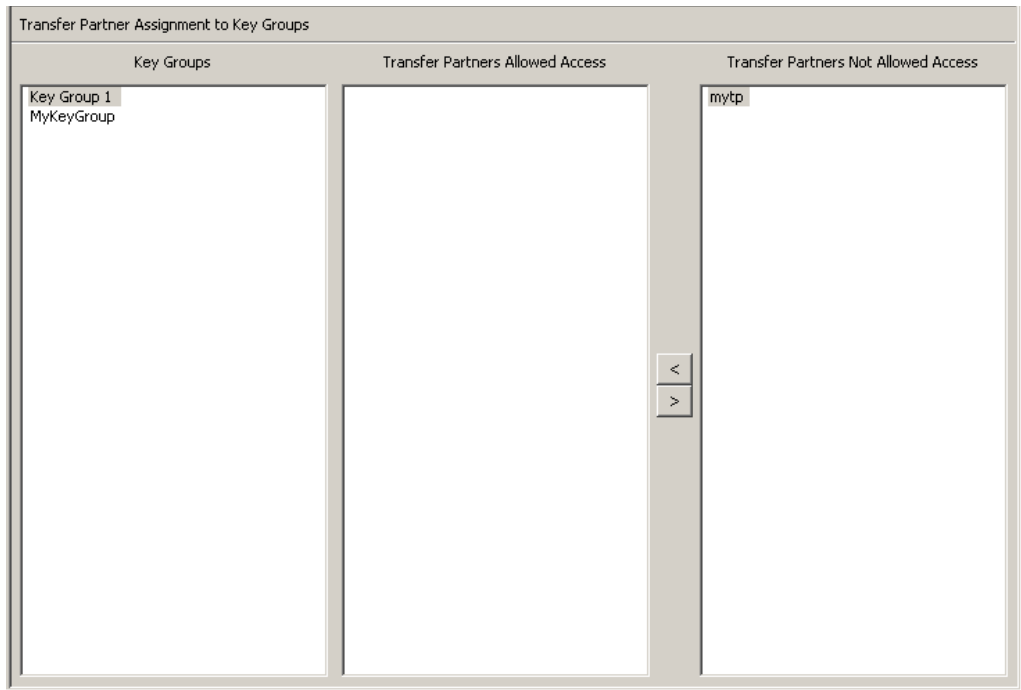 Transfer Partner Assignment to Key Groups
Key Groups
Transfer Partners Allowed Access
Transfer Partners Not Allowed Access
Key Group 1
MyKeyGroup
mytp
<
>